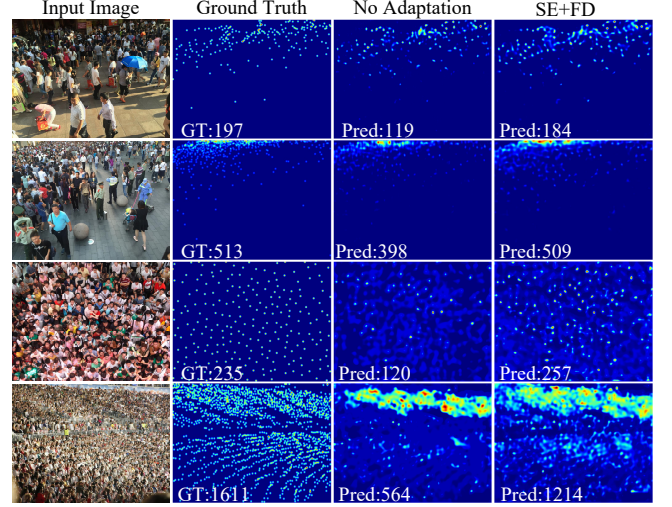 Input Image Ground Truth No Adaptation SE+FD
GT:197 Pred:119 Pred:184
GT:513 Pred:398 Pred:509
GT:235 Pred:120 Pred:257
GT:1611 Pred:564 Pred:1214